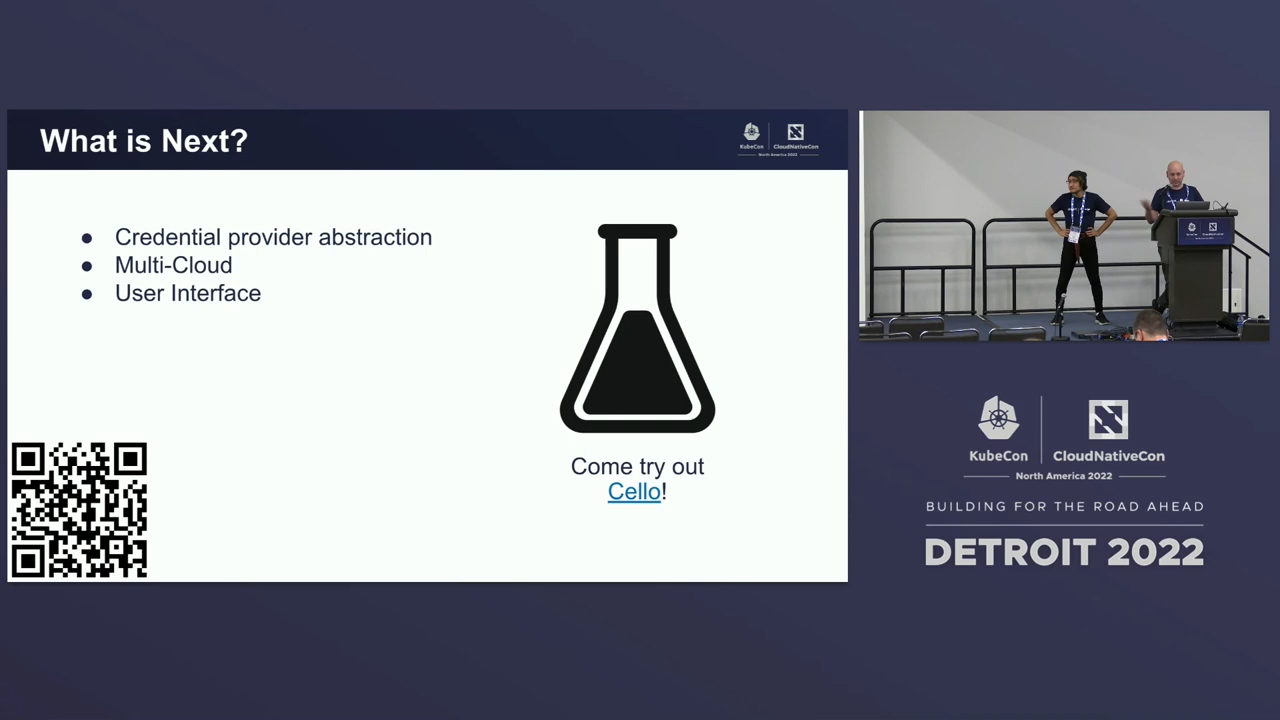 What is Next?
KubeCon
CloudNativeCon
North America 2022
Credential provider abstraction
Multi-Cloud
User Interface
Come try out
Cello!
KubeCon
CloudNativeCon
North America 2022
BUILDING FOR THE ROAD AHEAD
DETROIT 2022